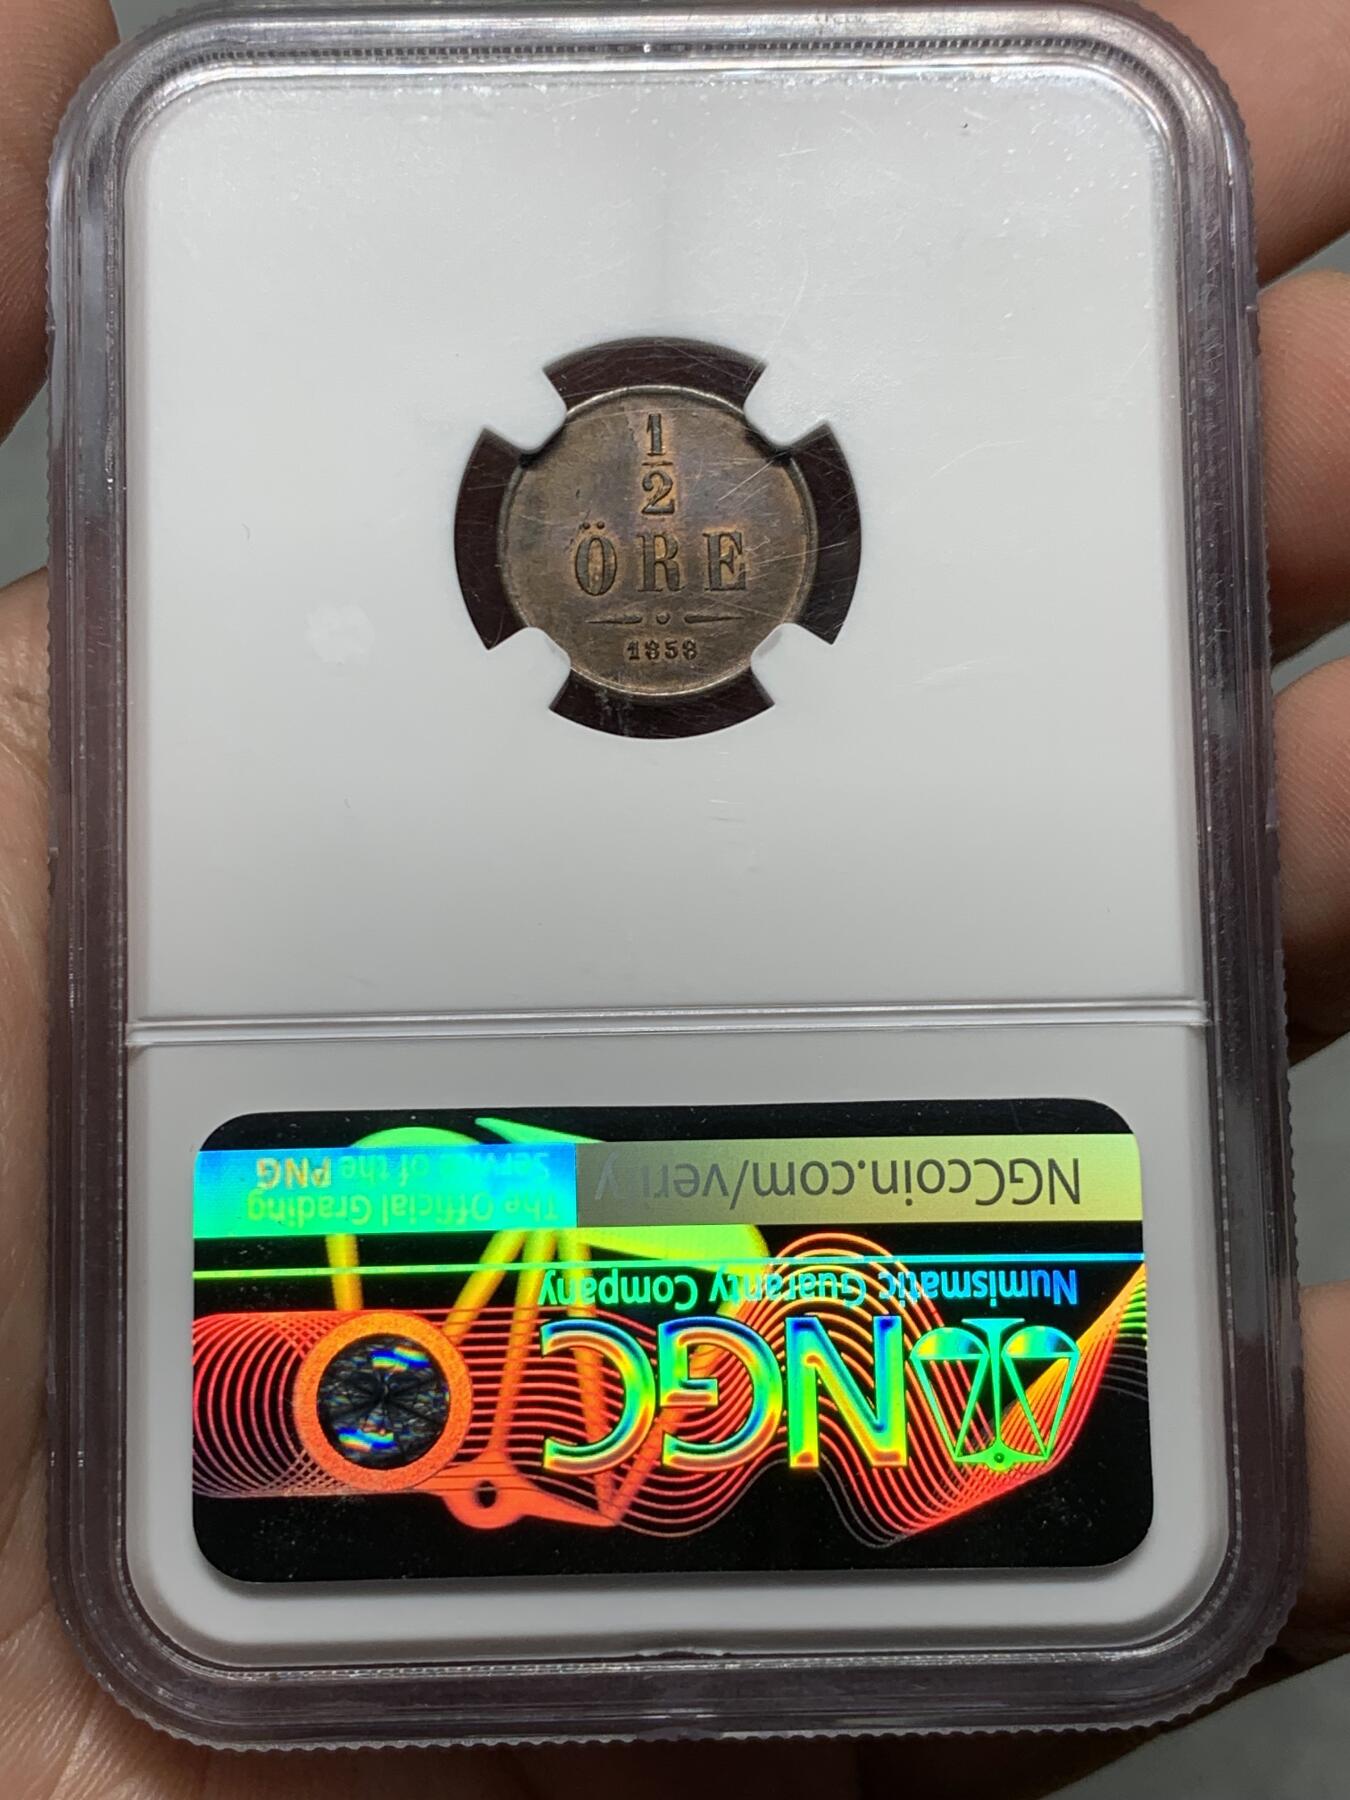 1
2
ÖRE
1858
NGCcoin.com/verify
The Official Grading
Service of the PNG
Numismatic Guaranty Company
NGC